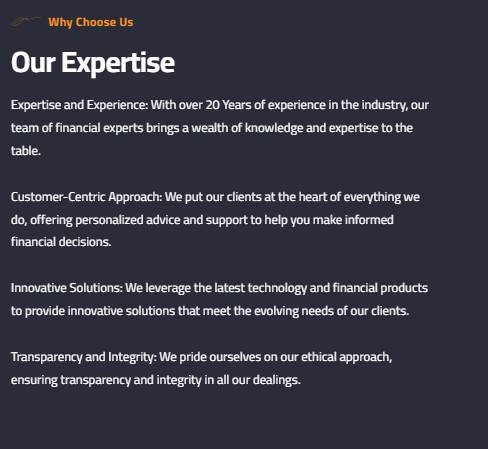 Why Choose Us
Our Expertise
Expertise and Experience: With over 20 Years of experience in the industry, our
team of financial experts brings a wealth of knowledge and expertise to the
table.
Customer-Centric Approach: We put our clients at the heart of everything we
do, offering personalized advice and support to help you make informed
financial decisions.
Innovative Solutions: We leverage the latest technology and financial products
to provide innovative solutions that meet the evolving needs of our clients.
Transparency and Integrity: We pride ourselves on our ethical approach,
ensuring transparency and integrity in all our dealings.